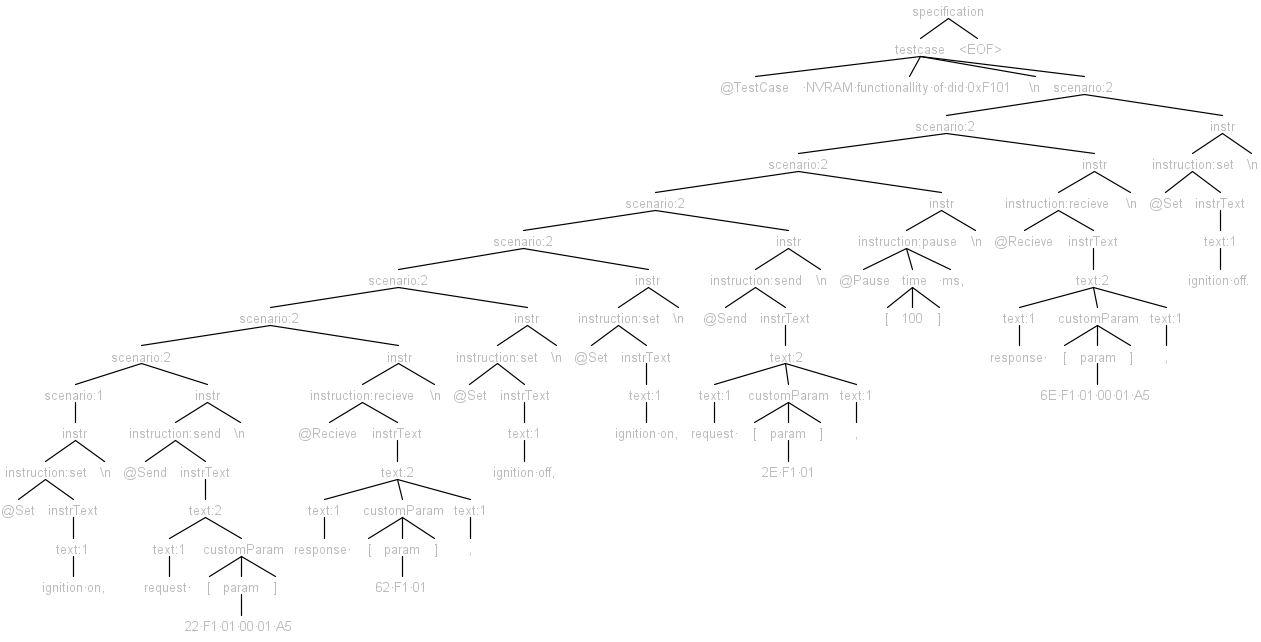 specification
testcase <EOF>
@TestCase ·NVRAM·functionallity·of·did·0xF101 \n scenario:2
scenario:2 instr
scenario:2 instr instruction:set \n
scenario:2 instr instruction:recieve \n @Set instrText
scenario:2 instr instruction:pause \n @Recieve instrText text:1
scenario:2 instr instruction:send \n @Pause time ·ms, text:2 ignition·off.
scenario:2 instr instruction:set \n @Send instrText [ 100 ] text:1 customParam text:1
scenario:2 instr instruction:set \n @Set instrText text:2 response· [ param ] ,
scenario:1 instr instruction:recieve \n @Set instrText text:1 text:1 customParam text:1 6E·F1·01·00·01·A5
instr instruction:send \n @Recieve instrText text:1 ignition·on, request· [ param ] ,
instruction:set \n @Send instrText text:2 ignition·off, 2E·F1·01
@Set instrText text:2 text:1 customParam text:1
text:1 text:1 customParam response· [ param ] ,
ignition·on, request· [ param ] 62·F1·01
22·F1·01·00·01·A5